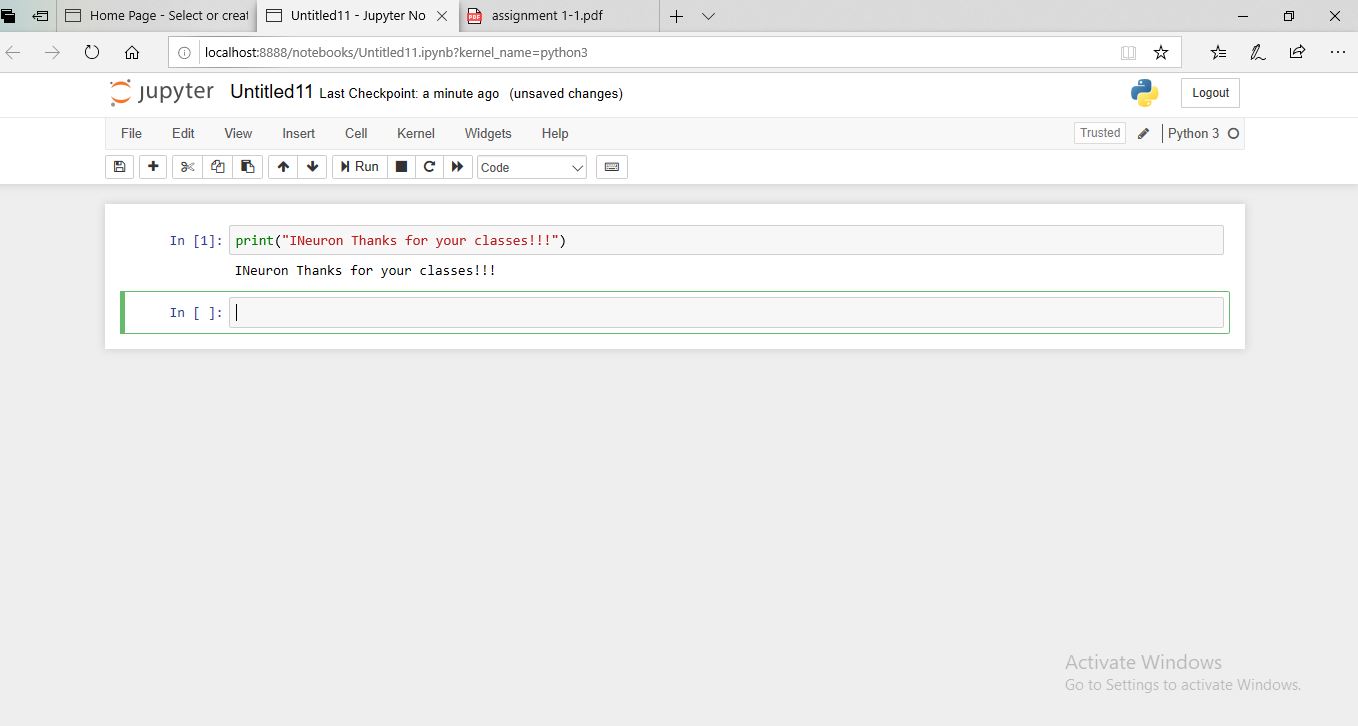 Home Page - Select or creat
Untitled11 - Jupyter No
PDF assignment 1-1.pdf
localhost:8888/notebooks/Untitled11.ipynb?kernel_name=python3
jupyter Untitled11 Last Checkpoint: a minute ago (unsaved changes)
Logout
File Edit View Insert Cell Kernel Widgets Help
Trusted Python 3
Run Code
In [1]: print("INeuron Thanks for your classes!!!")
INeuron Thanks for your classes!!!
In [ ]:
Activate Windows
Go to Settings to activate Windows.